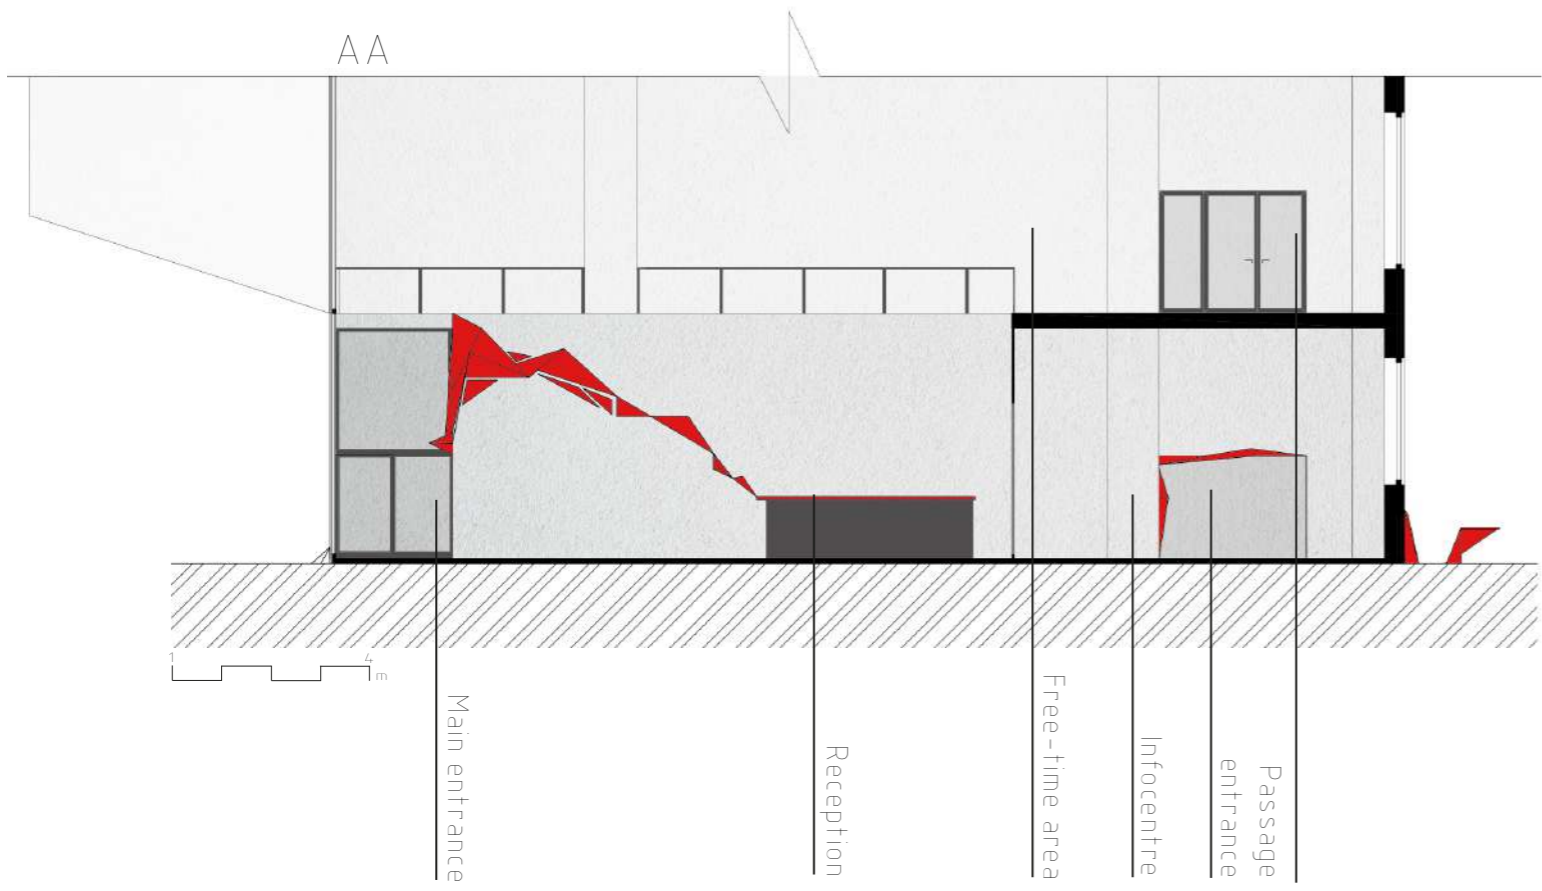 AA
1 4
m
Main entrance
Reception
Free-time area
Infocentre
entrance
Passage